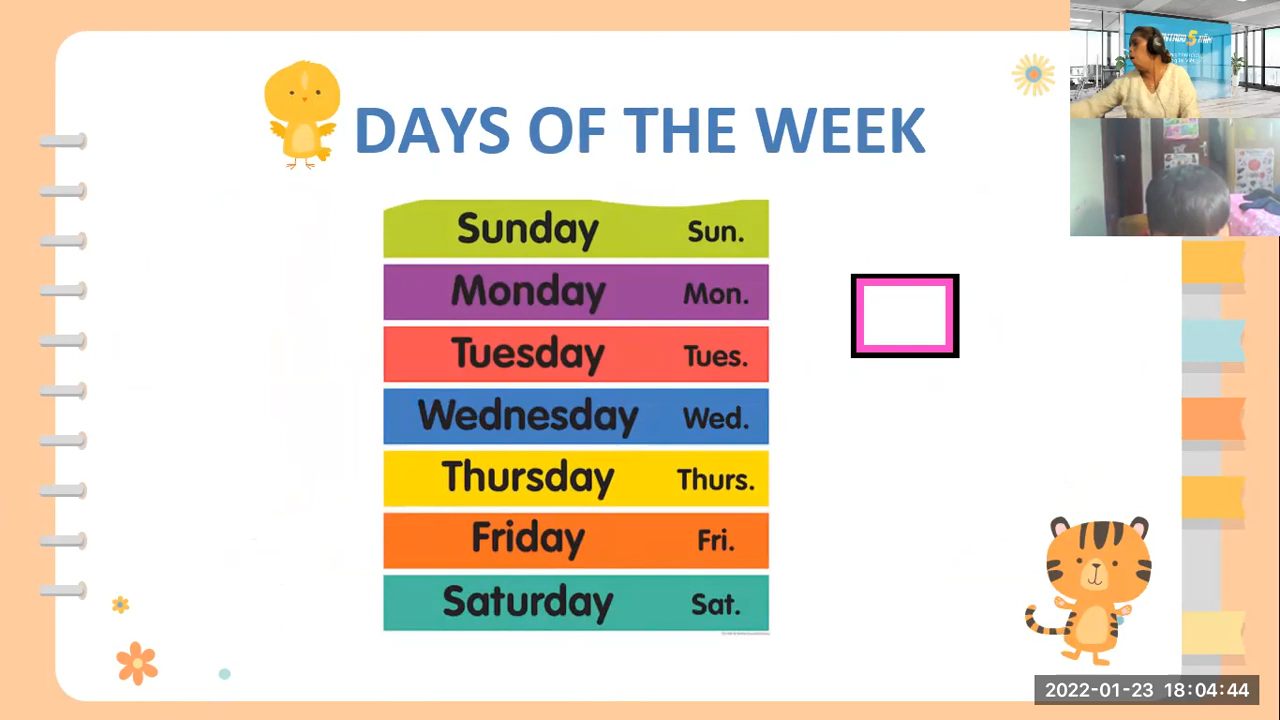 DAYS OF THE WEEK
Sunday Sun.
Monday Mon.
Tuesday Tues.
Wednesday Wed.
Thursday Thurs.
Friday Fri.
Saturday Sat.
2022-01-23 18:04:44